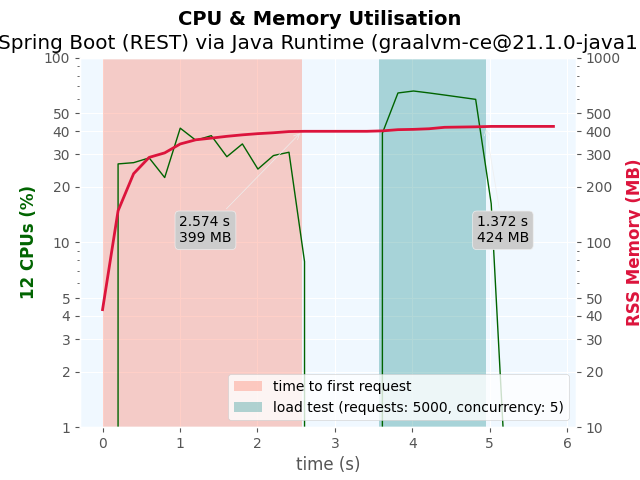 CPU & Memory Utilisation
Spring Boot (REST) via Java Runtime (graalvm-ce@21.1.0-java1
100
50
40
30
20
10
5
4
3
2
1
12 CPUs (%)
1000
500
400
300
200
100
50
40
30
20
10
RSS Memory (MB)
2.574 s
399 MB
1.372 s
424 MB
time to first request
load test (requests: 5000, concurrency: 5)
0 1 2 3 4 5 6
time (s)